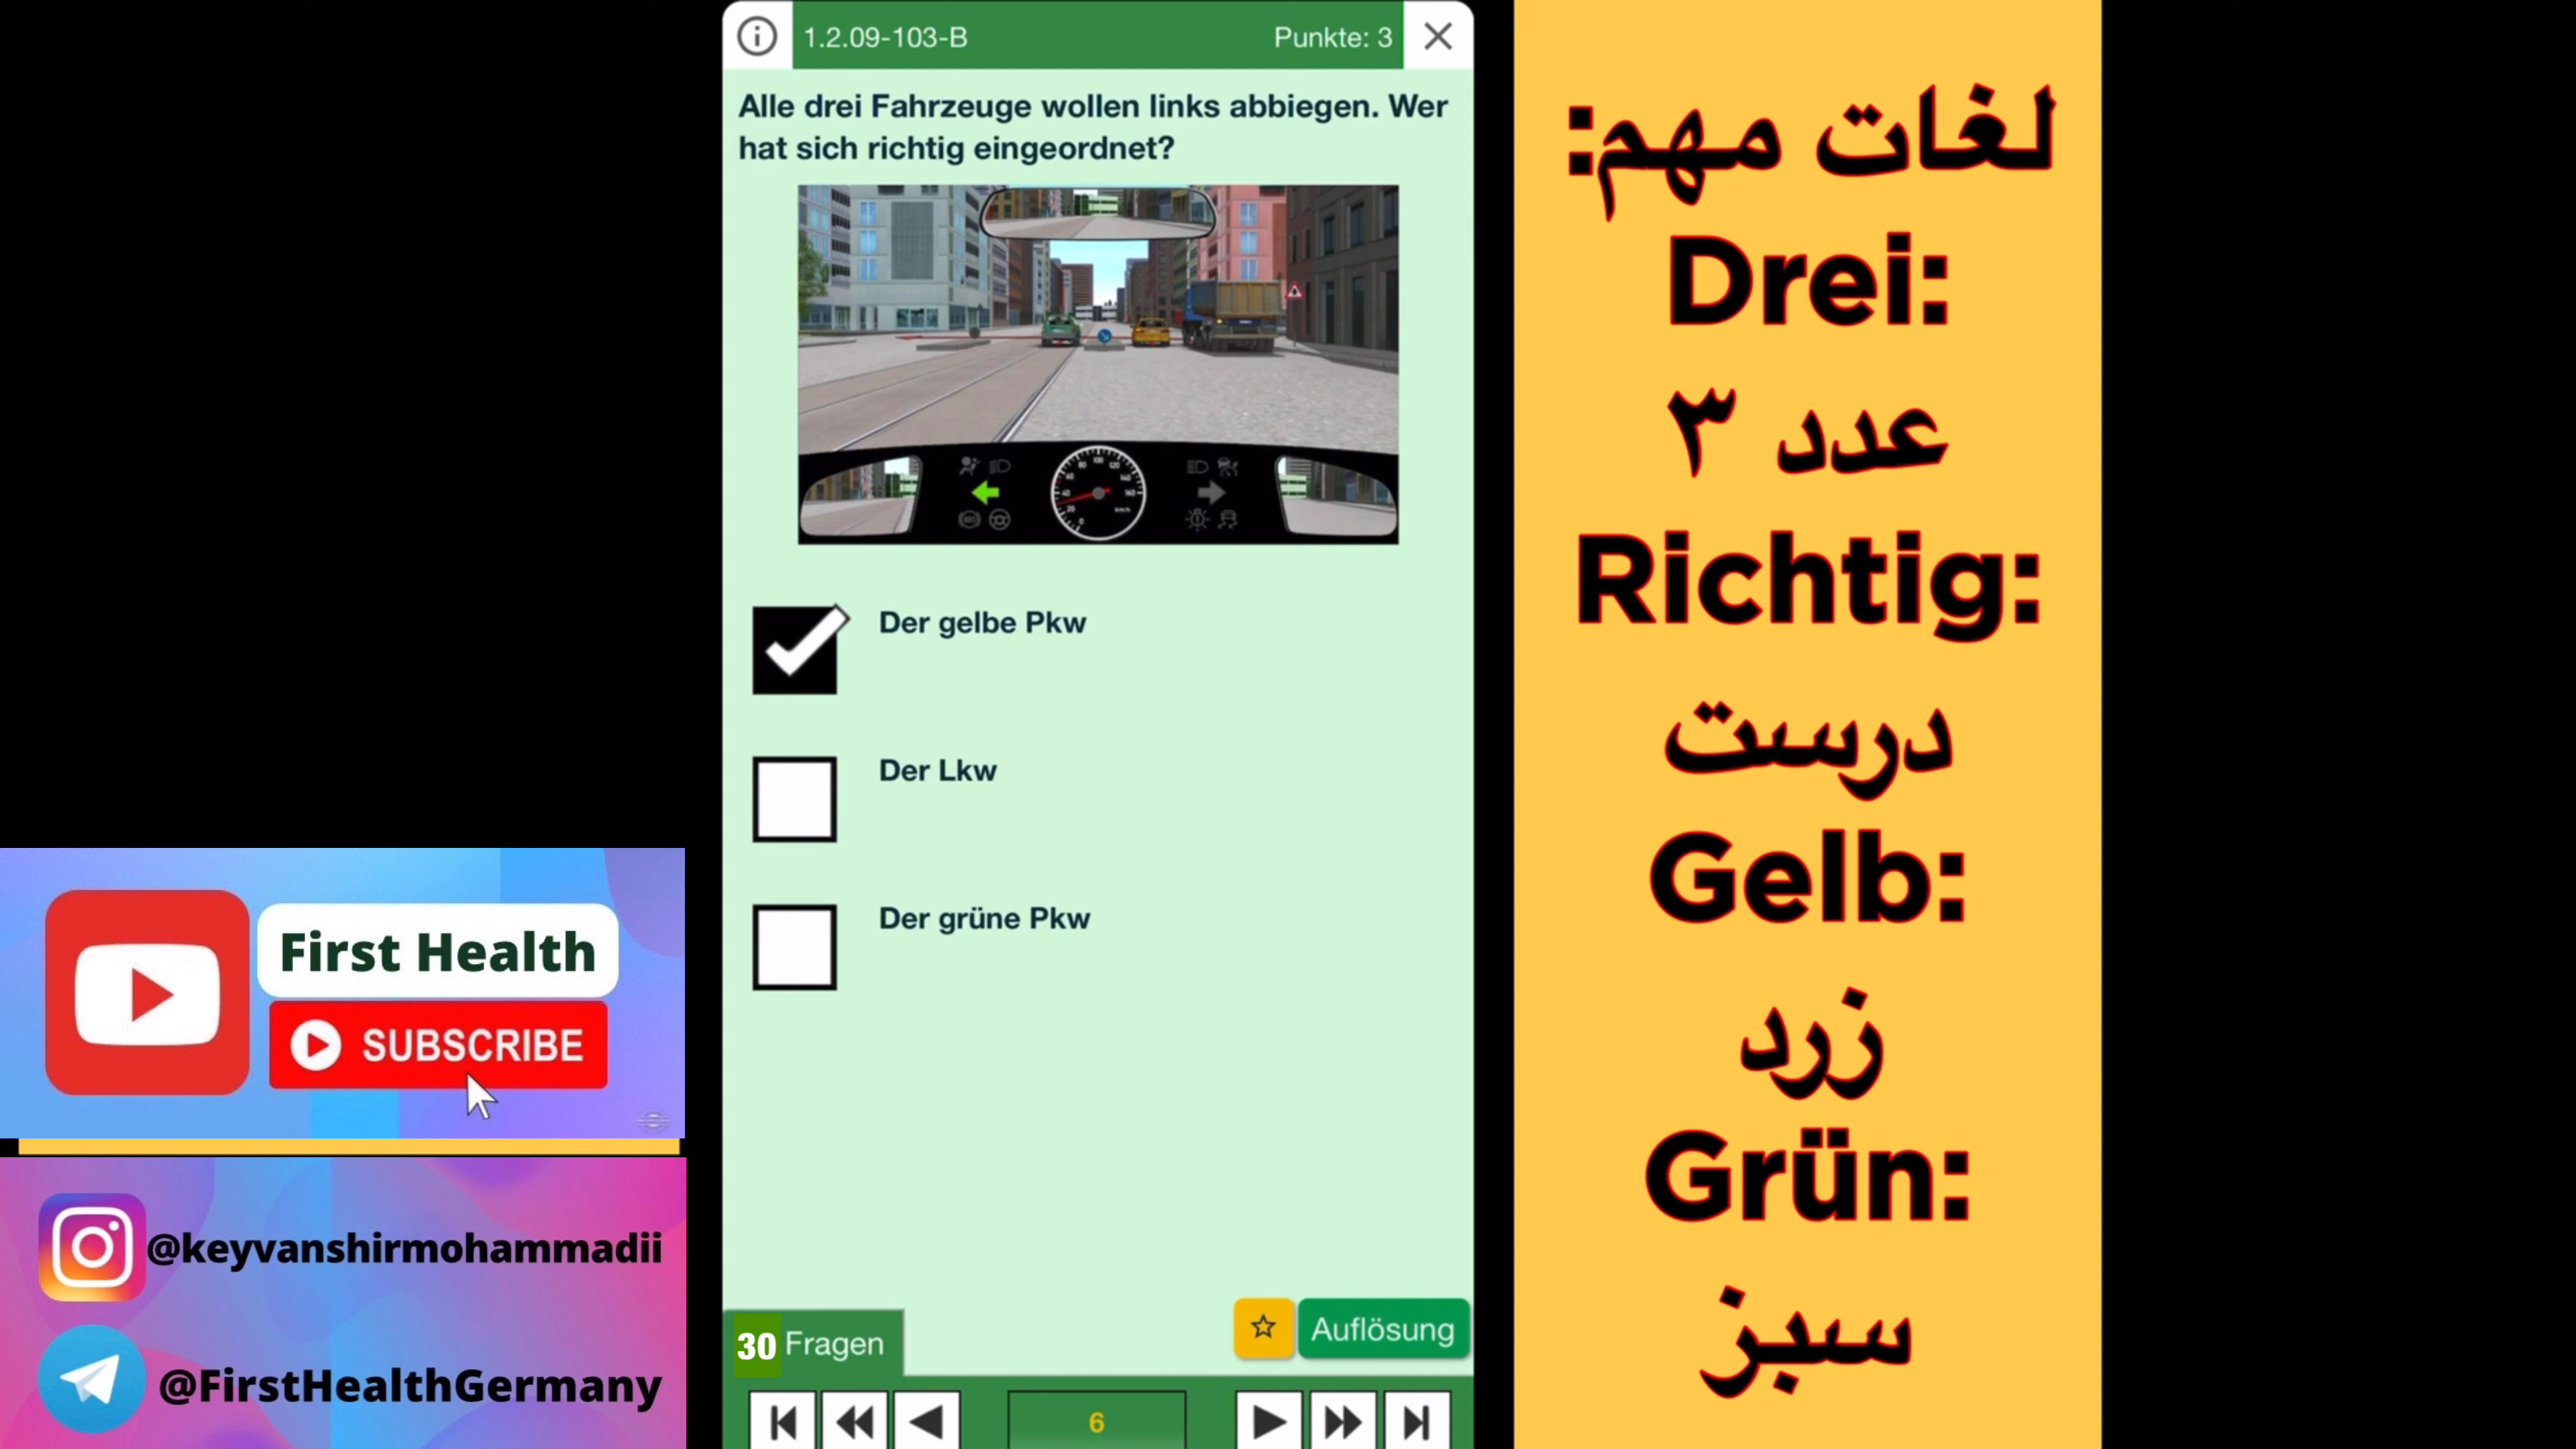 1.2.09-103-B
Punkte: 3
Alle drei Fahrzeuge wollen links abbiegen. Wer
hat sich richtig eingeordnet?
Der gelbe Pkw
Der Lkw
Der grüne Pkw
30 Fragen
Auflösung
6
First Health
SUBSCRIBE
@keyvanshirmohammadii
@FirstHealthGermany
لغات مهم:
Drei:
عدد ۳
Richtig:
درست
Gelb:
زرد
Grün:
سبز